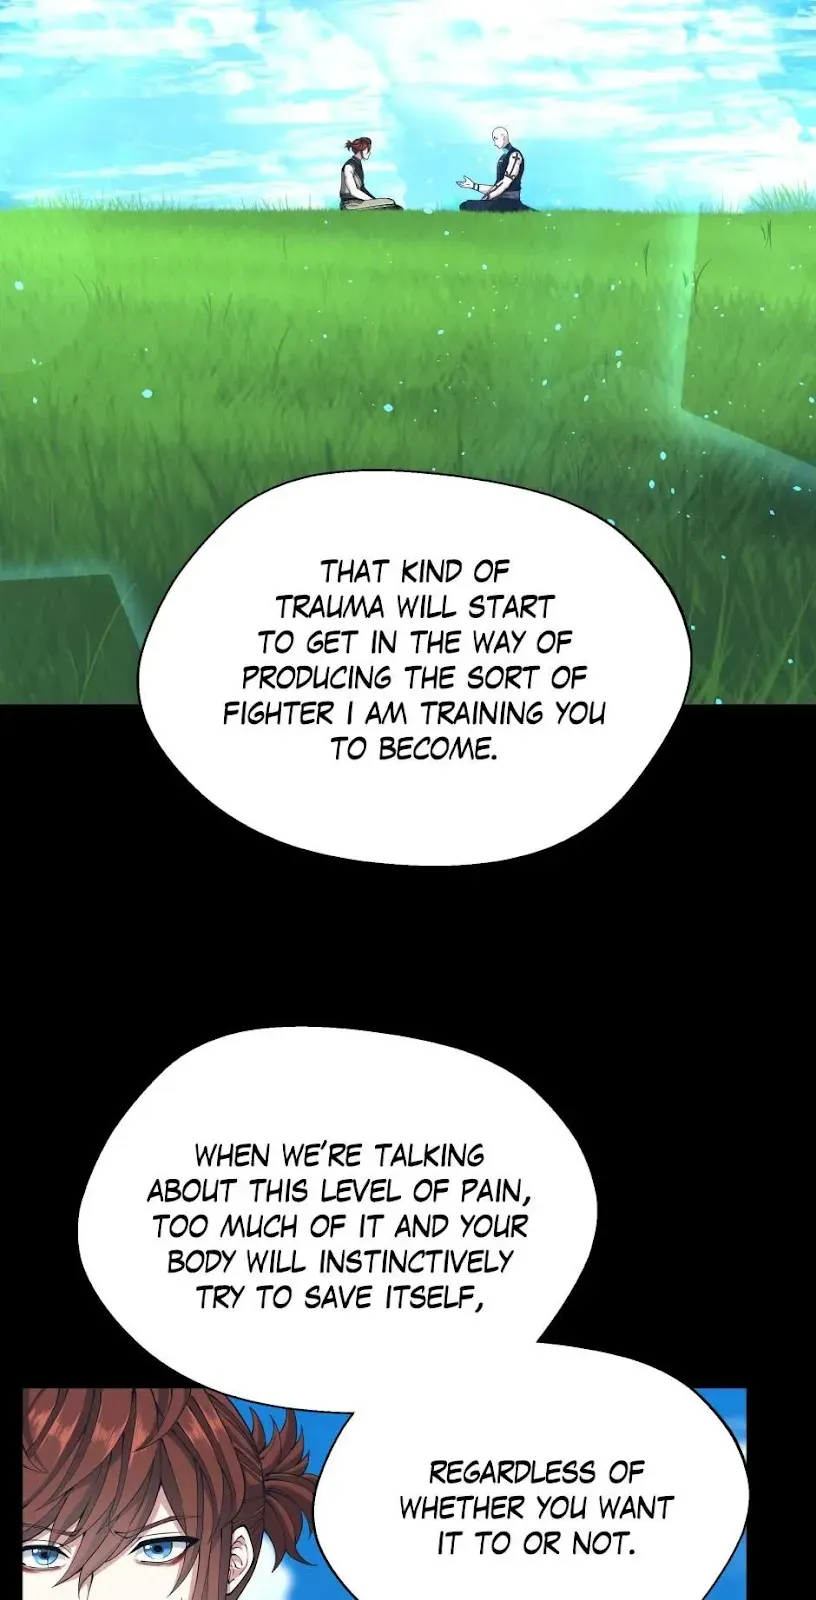 THAT KIND OF
TRAUMA WILL START
TO GET IN THE WAY OF
PRODUCING THE SORT OF
FIGHTER I AM TRAINING YOU
TO BECOME.
WHEN WE'RE TALKING
ABOUT THIS LEVEL OF PAIN,
TOO MUCH OF IT AND YOUR
BODY WILL INSTINCTIVELY
TRY TO SAVE ITSELF,
REGARDLESS OF
WHETHER YOU WANT
IT TO OR NOT.